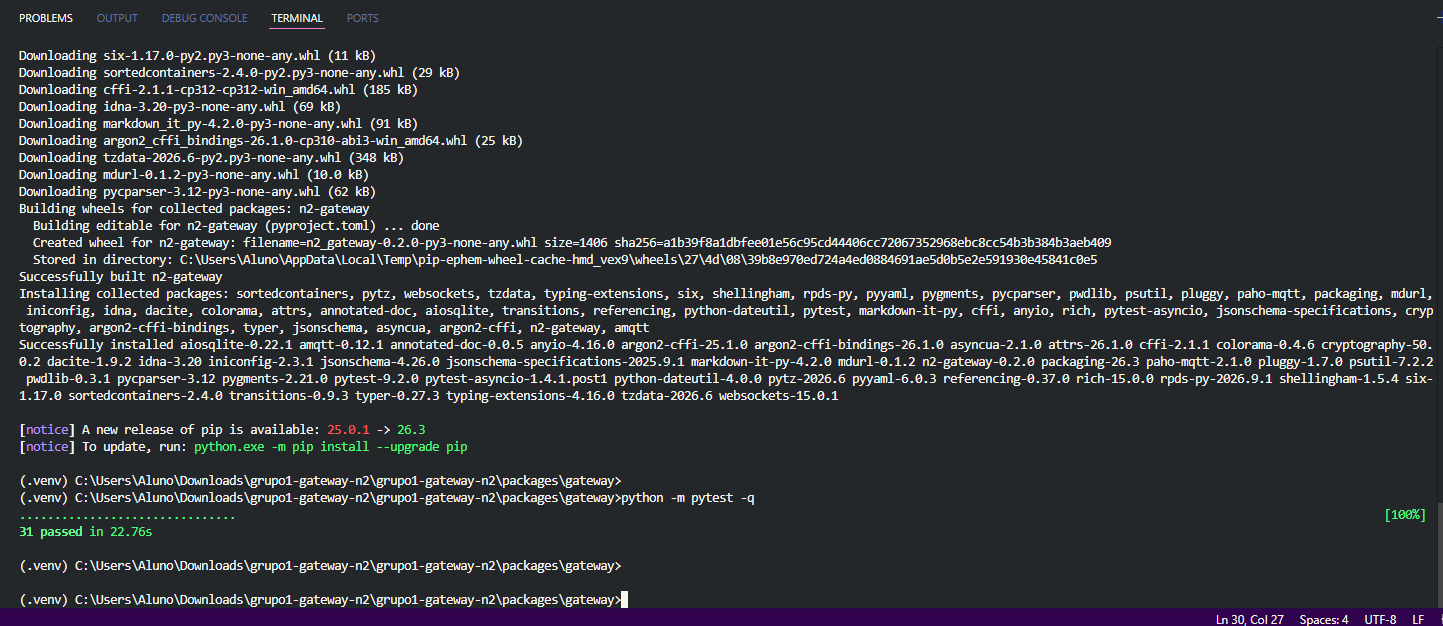 PROBLEMS OUTPUT DEBUG CONSOLE TERMINAL PORTS
Downloading six-1.17.0-py2.py3-none-any.whl (11 kB)
Downloading sortedcontainers-2.4.0-py2.py3-none-any.whl (29 kB)
Downloading cffi-2.1.1-cp312-cp312-win_amd64.whl (185 kB)
Downloading idna-3.20-py3-none-any.whl (69 kB)
Downloading markdown_it_py-4.2.0-py3-none-any.whl (91 kB)
Downloading argon2_cffi_bindings-26.1.0-cp310-abi3-win_amd64.whl (25 kB)
Downloading tzdata-2026.6-py2.py3-none-any.whl (348 kB)
Downloading mdurl-0.1.2-py3-none-any.whl (10.0 kB)
Downloading pycparser-3.12-py3-none-any.whl (62 kB)
Building wheels for collected packages: n2-gateway
  Building editable for n2-gateway (pyproject.toml) ... done
  Created wheel for n2-gateway: filename=n2_gateway-0.2.0-py3-none-any.whl size=1406 sha256=a1b39f8a1dbfee01e56c95cd44406cc72067352968ebc8cc54b3b384b3aeb409
  Stored in directory: C:\Users\Aluno\AppData\Local\Temp\pip-ephem-wheel-cache-hmd_vex9\wheels\27\4d\08\39b8e970ed724a4ed0884691ae5d0b5e2e591930e45841c0e5
Successfully built n2-gateway
Installing collected packages: sortedcontainers, pytz, websockets, tzdata, typing-extensions, six, shellingham, rpds-py, pyyaml, pygments, pycparser, pwdlib, psutil, pluggy, paho-mqtt, packaging, mdurl,
 iniconfig, idna, dacite, colorama, attrs, annotated-doc, aiosqlite, transitions, referencing, python-dateutil, pytest, markdown-it-py, cffi, anyio, rich, pytest-asyncio, jsonschema-specifications, cryp
tography, argon2-cffi-bindings, typer, jsonschema, asyncua, argon2-cffi, n2-gateway, amqtt
Successfully installed aiosqlite-0.22.1 amqtt-0.12.1 annotated-doc-0.0.5 anyio-4.16.0 argon2-cffi-25.1.0 argon2-cffi-bindings-26.1.0 asyncua-2.1.0 attrs-26.1.0 cffi-2.1.1 colorama-0.4.6 cryptography-50.
0.2 dacite-1.9.2 idna-3.20 iniconfig-2.3.1 jsonschema-4.26.0 jsonschema-specifications-2025.9.1 markdown-it-py-4.2.0 mdurl-0.1.2 n2-gateway-0.2.0 packaging-26.3 paho-mqtt-2.1.0 pluggy-1.7.0 psutil-7.2.2
 pwdlib-0.3.1 pycparser-3.12 pygments-2.21.0 pytest-9.2.0 pytest-asyncio-1.4.1.post1 python-dateutil-4.0.0 pytz-2026.6 pyyaml-6.0.3 referencing-0.37.0 rich-15.0.0 rpds-py-2026.9.1 shellingham-1.5.4 six-
1.17.0 sortedcontainers-2.4.0 transitions-0.9.3 typer-0.27.3 typing-extensions-4.16.0 tzdata-2026.6 websockets-15.0.1
[notice] A new release of pip is available: 25.0.1 -> 26.3
[notice] To update, run: python.exe -m pip install --upgrade pip
(.venv) C:\Users\Aluno\Downloads\grupo1-gateway-n2\grupo1-gateway-n2\packages\gateway>
(.venv) C:\Users\Aluno\Downloads\grupo1-gateway-n2\grupo1-gateway-n2\packages\gateway>python -m pytest -q
............................... [100%]
31 passed in 22.76s
(.venv) C:\Users\Aluno\Downloads\grupo1-gateway-n2\grupo1-gateway-n2\packages\gateway>
(.venv) C:\Users\Aluno\Downloads\grupo1-gateway-n2\grupo1-gateway-n2\packages\gateway>
Ln 30, Col 27 Spaces: 4 UTF-8 LF